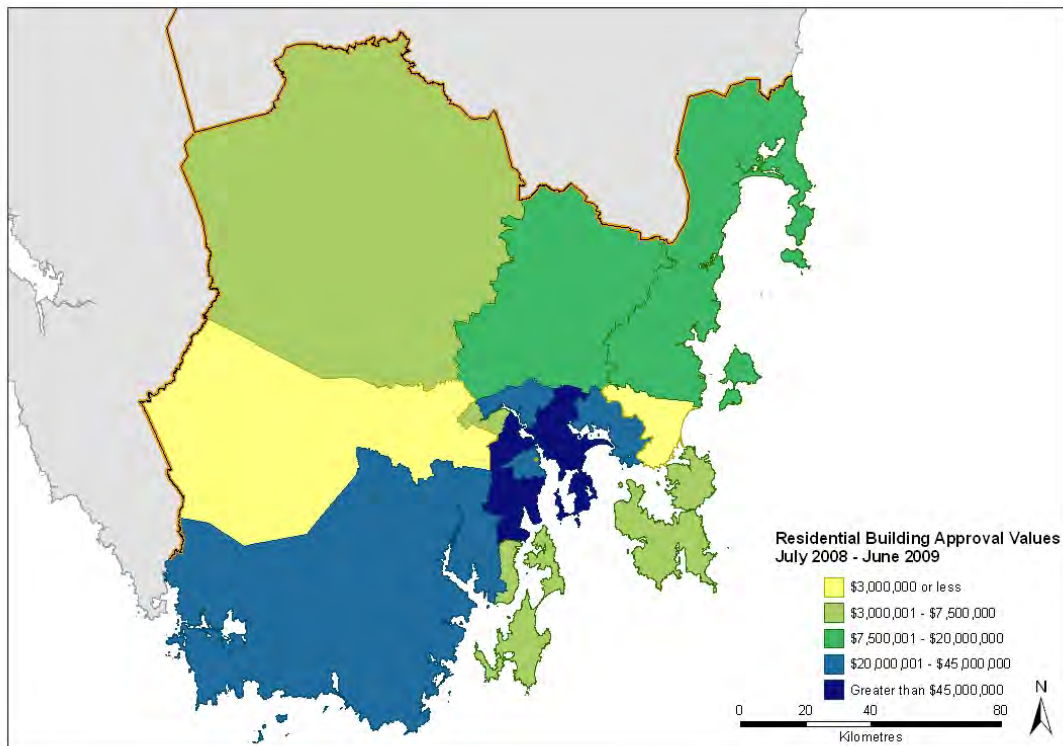 Residential Building Approval Values
July 2008 - June 2009
$3,000,000 or less
$3,000,001 - $7,500,000
$7,500,001 - $20,000,000
$20,000,001 - $45,000,000
Greater than $45,000,000
N
0 20 40 80
Kilometres